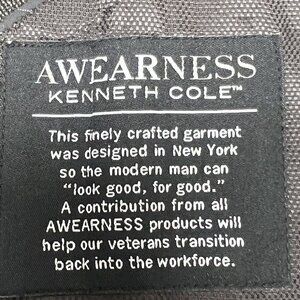 AWEARNESS
KENNETH COLE™
This finely crafted garment
was designed in New York
so the modern man can
“look good, for good.”
A contribution from all
AWEARNESS products will
help our veterans transition
back into the workforce.